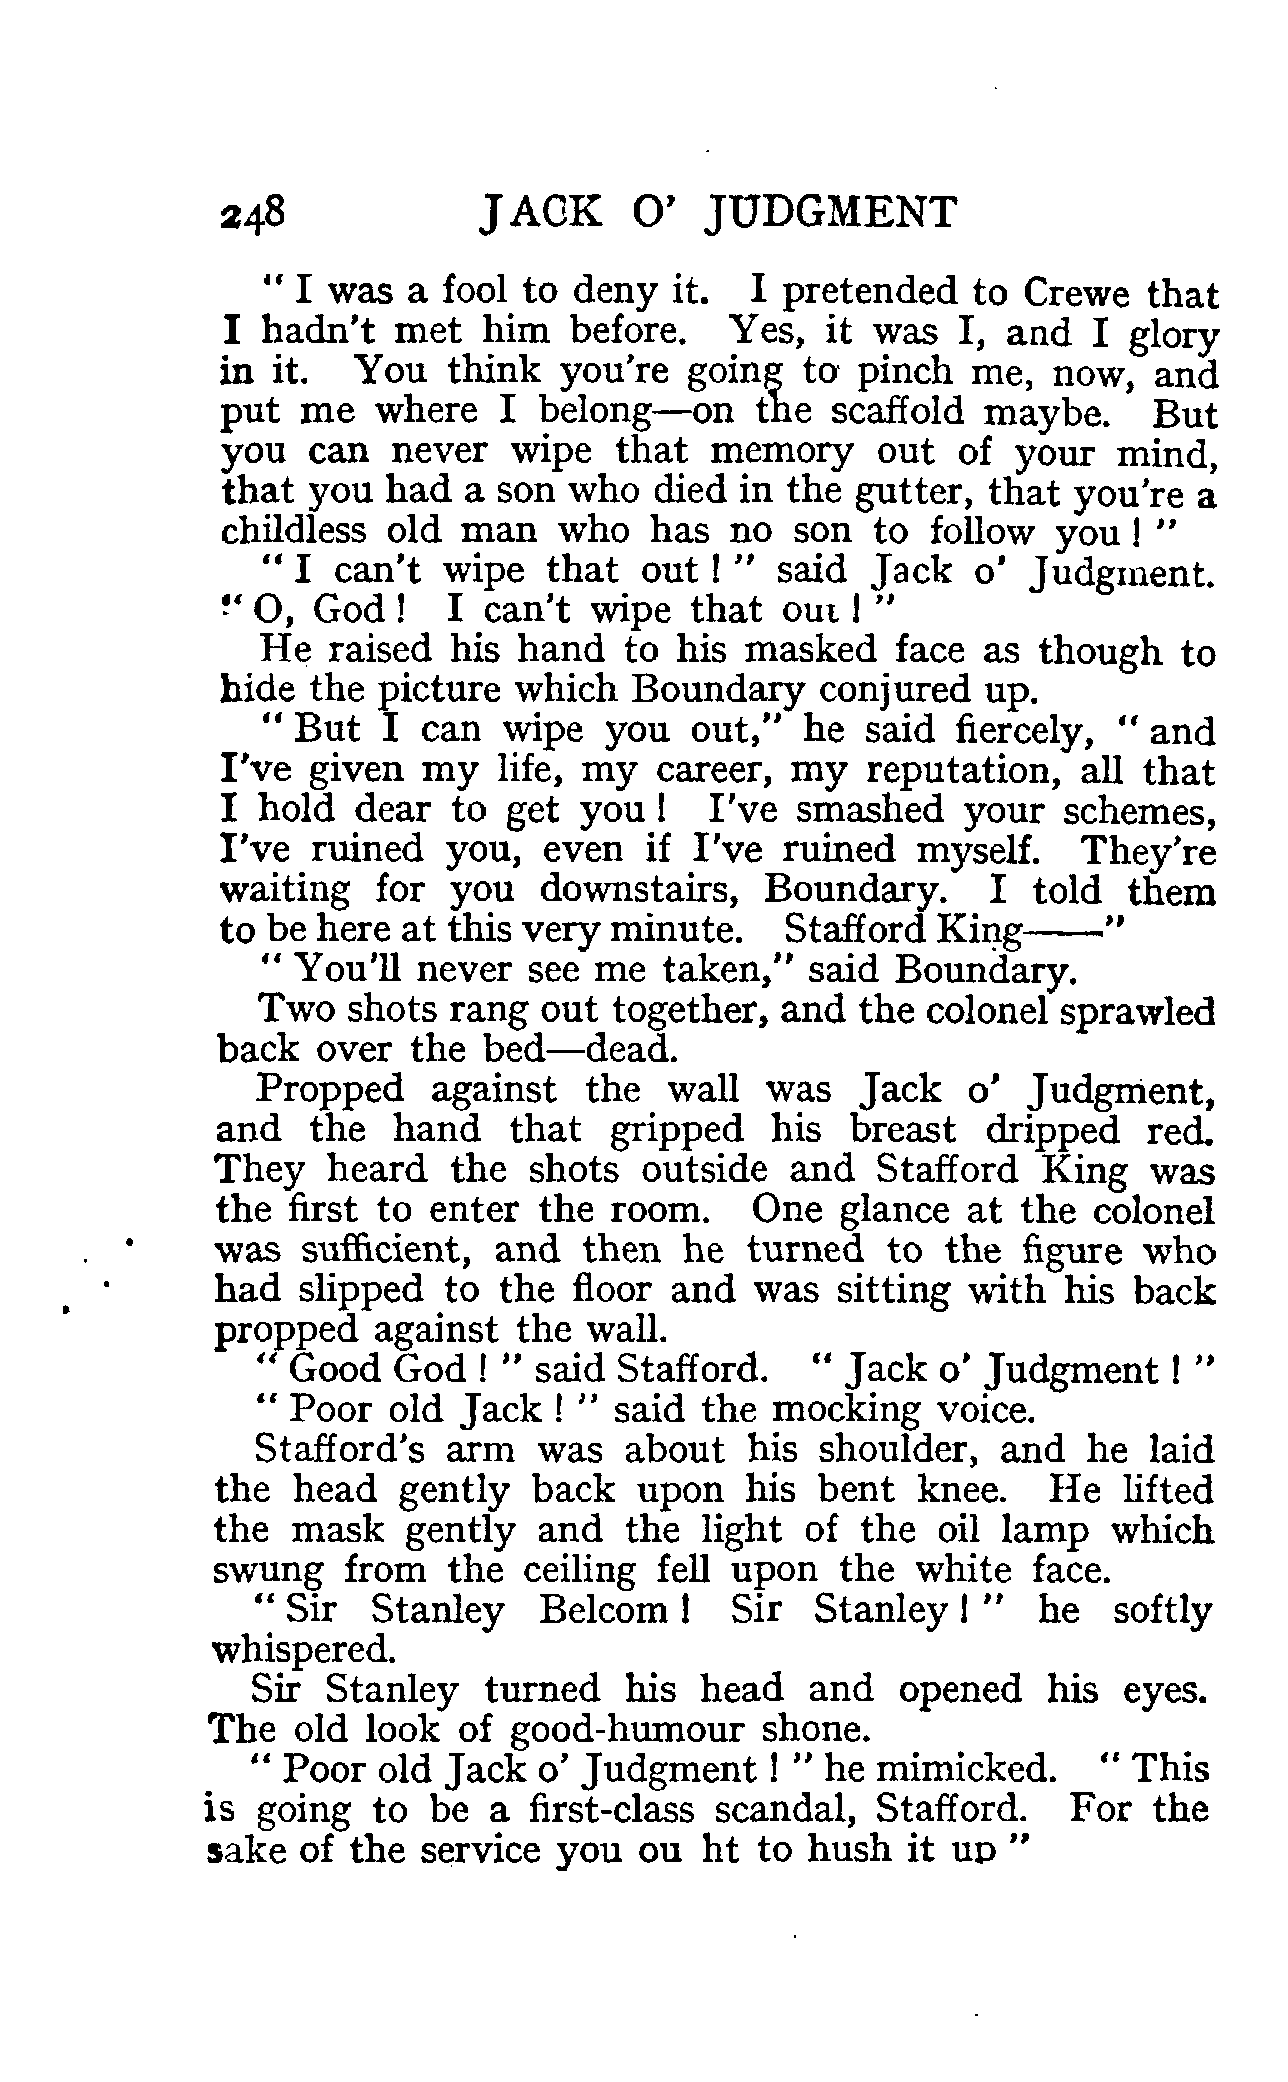 248 JACK O' JUDGMENT
" I was a fool to deny it. I pretended to Crewe that
I hadn't met him before. Yes, it was I, and I glory
in it. You think you're going to pinch me, now, and
put me where I belong—on the scaffold maybe. But
you can never wipe that memory out of your mind,
that you had a son who died in the gutter, that you're a
childless old man who has no son to follow you ! "
" I can't wipe that out ! " said Jack o' Judgment.
" O, God ! I can't wipe that out ! "
He raised his hand to his masked face as though to
hide the picture which Boundary conjured up.
" But I can wipe you out," he said fiercely, " and
I've given my life, my career, my reputation, all that
I hold dear to get you ! I've smashed your schemes,
I've ruined you, even if I've ruined myself. They're
waiting for you downstairs, Boundary. I told them
to be here at this very minute. Stafford King——"
" You'll never see me taken," said Boundary.
Two shots rang out together, and the colonel sprawled
back over the bed—dead.
Propped against the wall was Jack o' Judgment,
and the hand that gripped his breast dripped red.
They heard the shots outside and Stafford King was
the first to enter the room. One glance at the colonel
was sufficient, and then he turned to the figure who
had slipped to the floor and was sitting with his back
propped against the wall.
" Good God ! " said Stafford. " Jack o' Judgment ! "
" Poor old Jack ! " said the mocking voice.
Stafford's arm was about his shoulder, and he laid
the head gently back upon his bent knee. He lifted
the mask gently and the light of the oil lamp which
swung from the ceiling fell upon the white face.
" Sir Stanley Belcom ! Sir Stanley ! " he softly
whispered.
Sir Stanley turned his head and opened his eyes.
The old look of good-humour shone.
" Poor old Jack o' Judgment ! " he mimicked. " This
is going to be a first-class scandal, Stafford. For the
sake of the service you ou ht to hush it up "